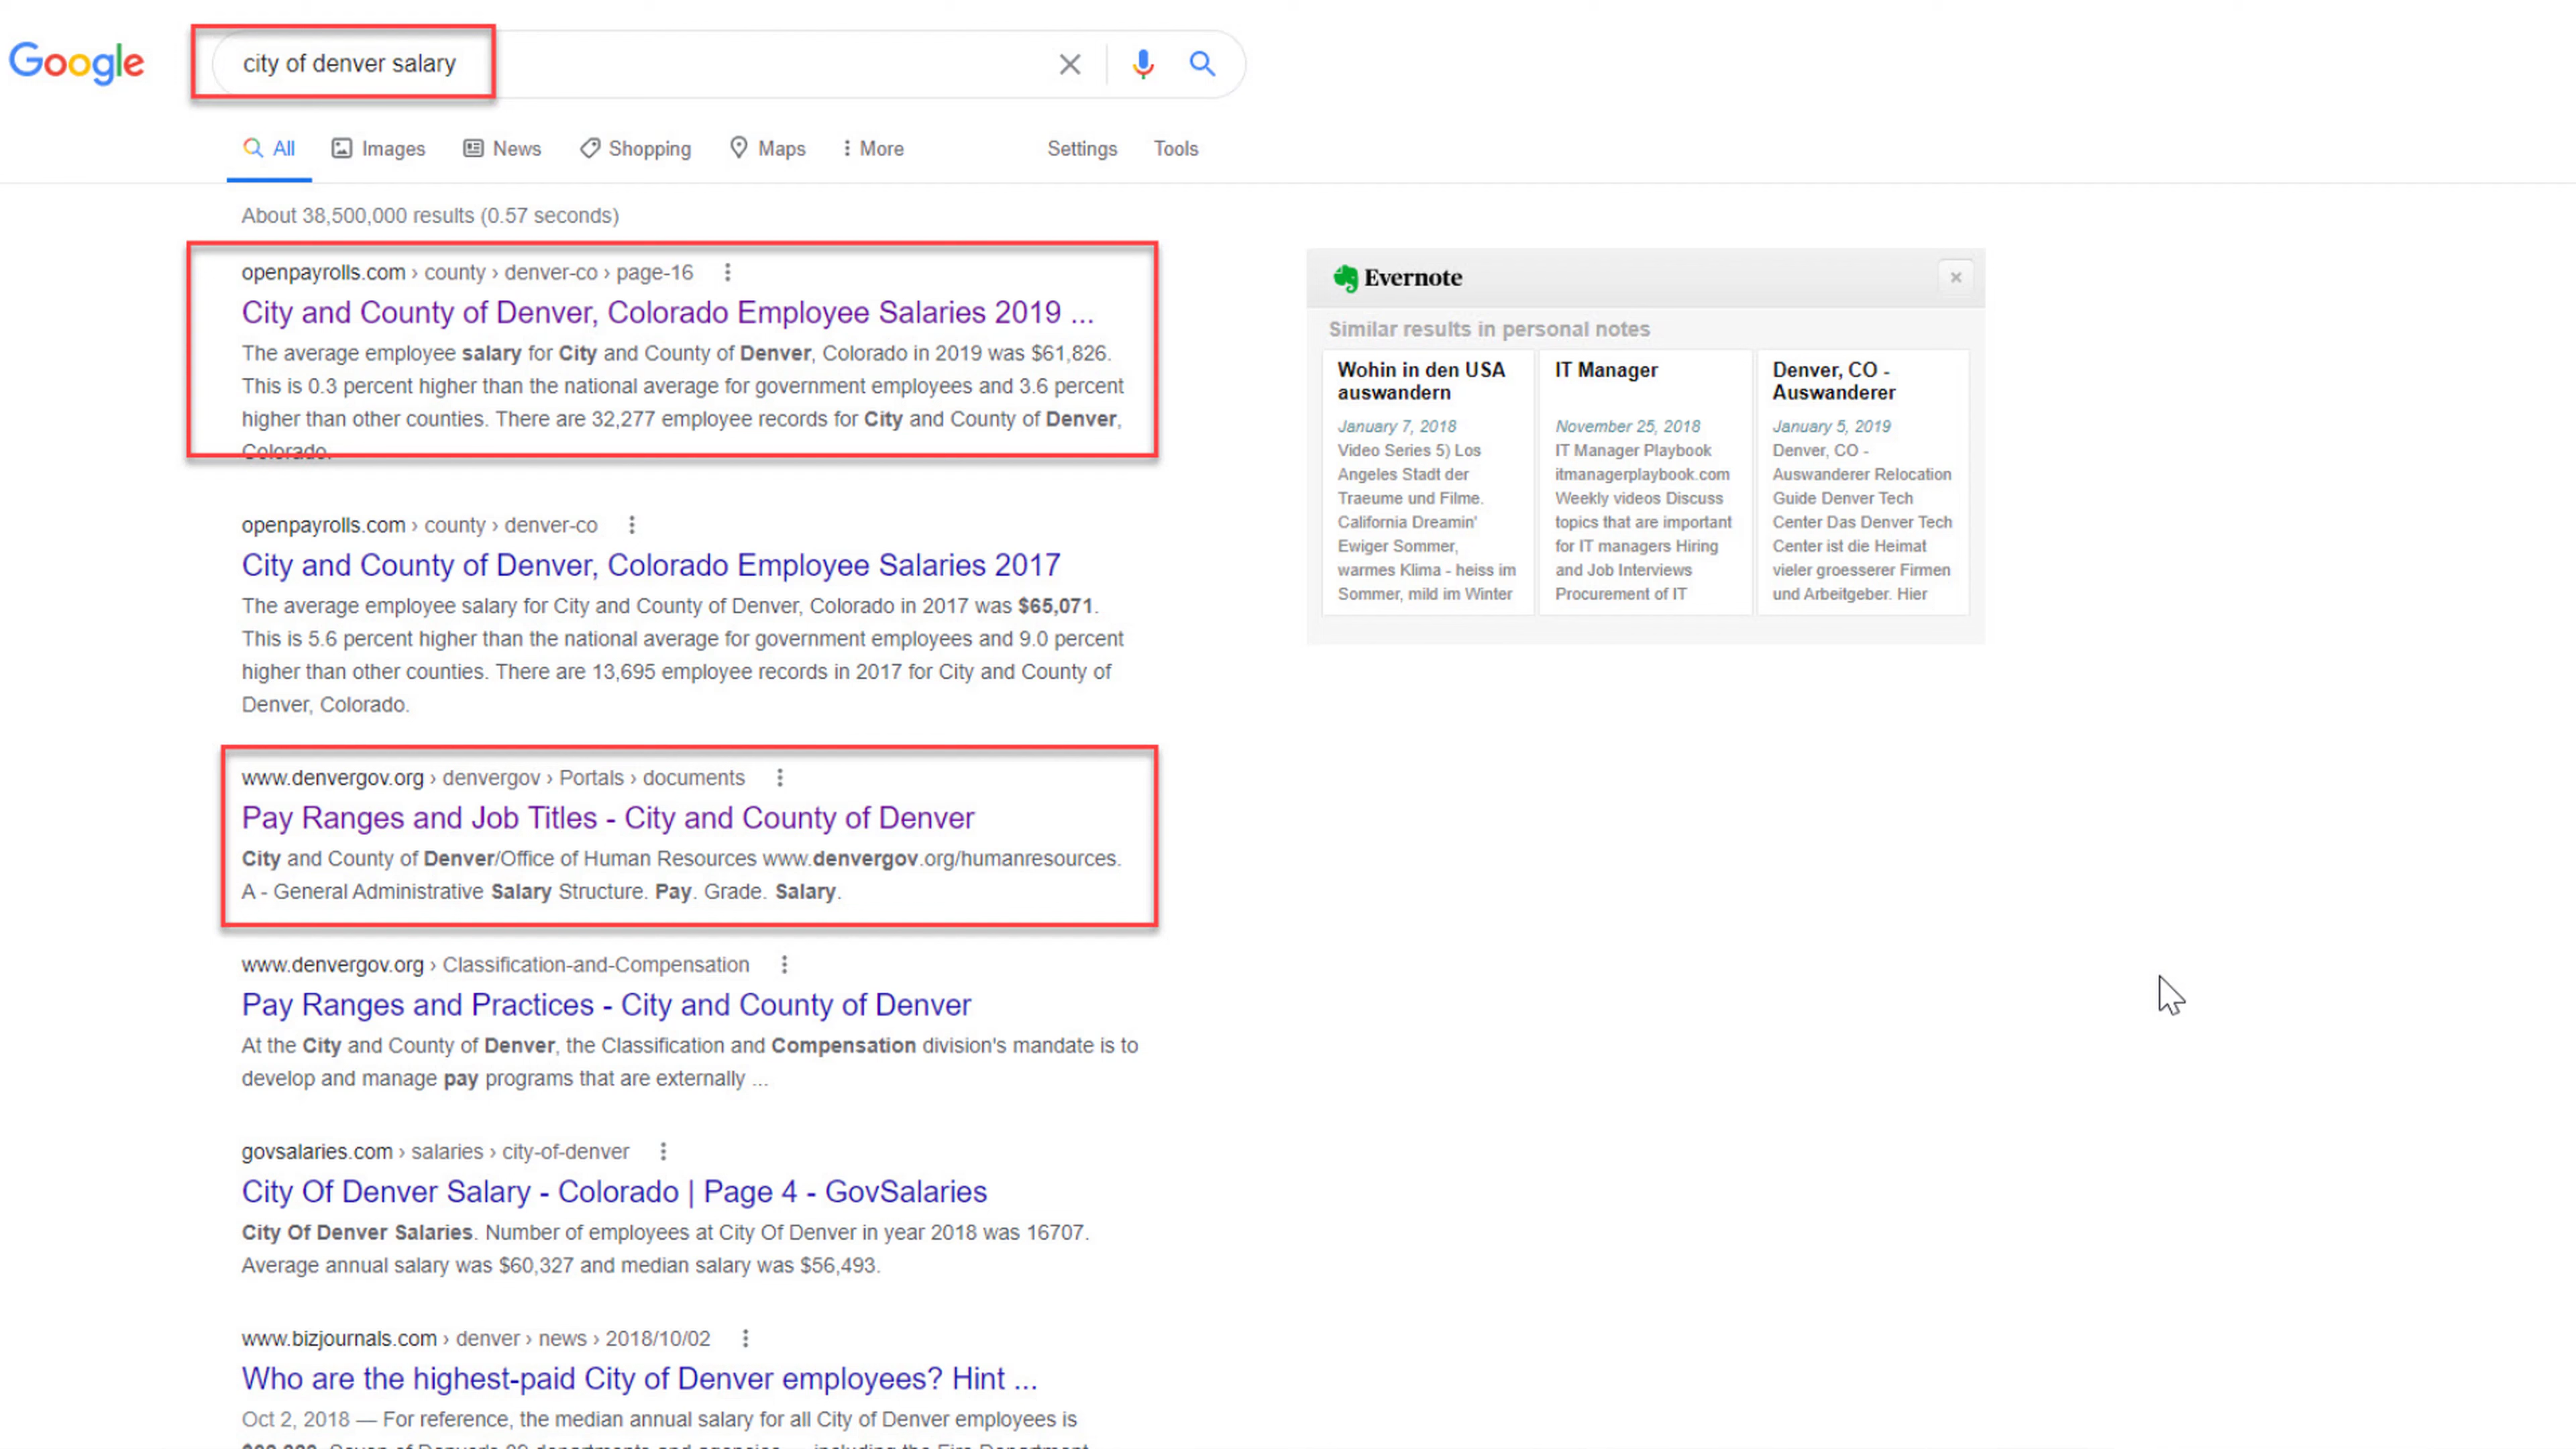 Google
city of denver salary
All Images News Shopping Maps More Settings Tools
About 38,500,000 results (0.57 seconds)
openpayrolls.com › county › denver-co › page-16
City and County of Denver, Colorado Employee Salaries 2019 ...
The average employee salary for City and County of Denver, Colorado in 2019 was $61,826.
This is 0.3 percent higher than the national average for government employees and 3.6 percent
higher than other counties. There are 32,277 employee records for City and County of Denver,
Colorado.
openpayrolls.com › county › denver-co
City and County of Denver, Colorado Employee Salaries 2017
The average employee salary for City and County of Denver, Colorado in 2017 was $65,071.
This is 5.6 percent higher than the national average for government employees and 9.0 percent
higher than other counties. There are 13,695 employee records in 2017 for City and County of
Denver, Colorado.
www.denvergov.org › denvergov › Portals › documents
Pay Ranges and Job Titles - City and County of Denver
City and County of Denver/Office of Human Resources www.denvergov.org/humanresources.
A - General Administrative Salary Structure. Pay. Grade. Salary.
www.denvergov.org › Classification-and-Compensation
Pay Ranges and Practices - City and County of Denver
At the City and County of Denver, the Classification and Compensation division's mandate is to
develop and manage pay programs that are externally ...
govsalaries.com › salaries › city-of-denver
City Of Denver Salary - Colorado | Page 4 - GovSalaries
City Of Denver Salaries. Number of employees at City Of Denver in year 2018 was 16707.
Average annual salary was $60,327 and median salary was $56,493.
www.bizjournals.com › denver › news › 2018/10/02
Who are the highest-paid City of Denver employees? Hint ...
Oct 2, 2018 — For reference, the median annual salary for all City of Denver employees is
Evernote
Similar results in personal notes
Wohin in den USA
auswandern
January 7, 2018
Video Series 5) Los
Angeles Stadt der
Traeume und Filme.
California Dreamin'
Ewiger Sommer,
warmes Klima - heiss im
Sommer, mild im Winter
IT Manager
November 25, 2018
IT Manager Playbook
itmanagerplaybook.com
Weekly videos Discuss
topics that are important
for IT managers Hiring
and Job Interviews
Procurement of IT
Denver, CO -
Auswanderer
January 5, 2019
Denver, CO -
Auswanderer Relocation
Guide Denver Tech
Center Das Denver Tech
Center ist die Heimat
vieler groesserer Firmen
und Arbeitgeber. Hier